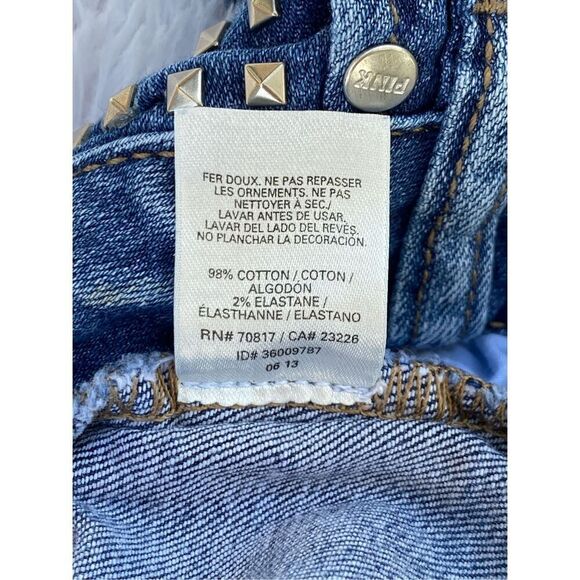 PINK
FER DOUX. NE PAS REPASSER
LES ORNEMENTS. NE PAS
NETTOYER À SEC./
LAVAR ANTES DE USAR.
LAVAR DEL LADO DEL REVÉS.
NO PLANCHAR LA DECORACIÓN.
98% COTTON / COTON /
ALGODÓN
2% ELASTANE /
ÉLASTHANNE / ELASTANO
RN# 70817 / CA# 23226
ID# 36009787
06 13